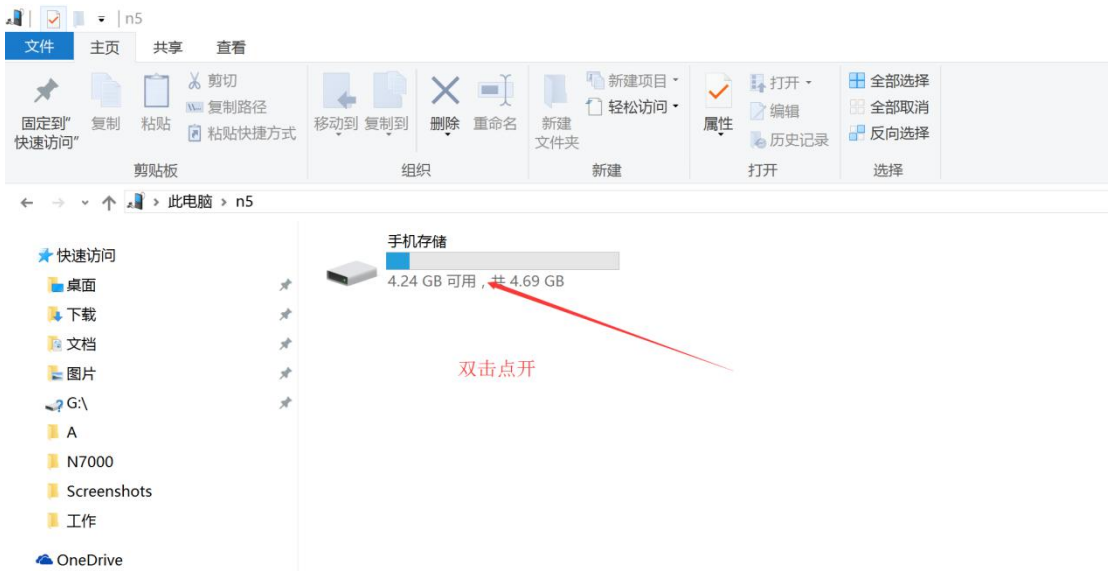 n5
文件 主页 共享 查看
固定到"
快速访问"
复制
粘贴
剪切
复制路径
粘贴快捷方式
剪贴板
移动到 复制到
删除
重命名
组织
新建
文件夹
新建项目
轻松访问
新建
属性
打开
编辑
历史记录
打开
全部选择
全部取消
反向选择
选择
此电脑 › n5
快速访问
桌面
下载
文档
图片
G:\
A
N7000
Screenshots
工作
OneDrive
手机存储
4.24 GB 可用，共 4.69 GB
双击点开